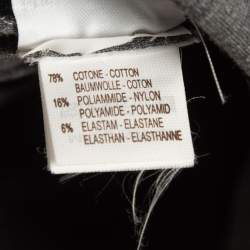 78% COTONE - COTTON
BAUMWOLLE - COTON
16% POLIAMMIDE - NYLON
POLYAMIDE - POLYAMID
6% ELASTAM - ELASTANE
ELASTHAN - ELASTHANNE